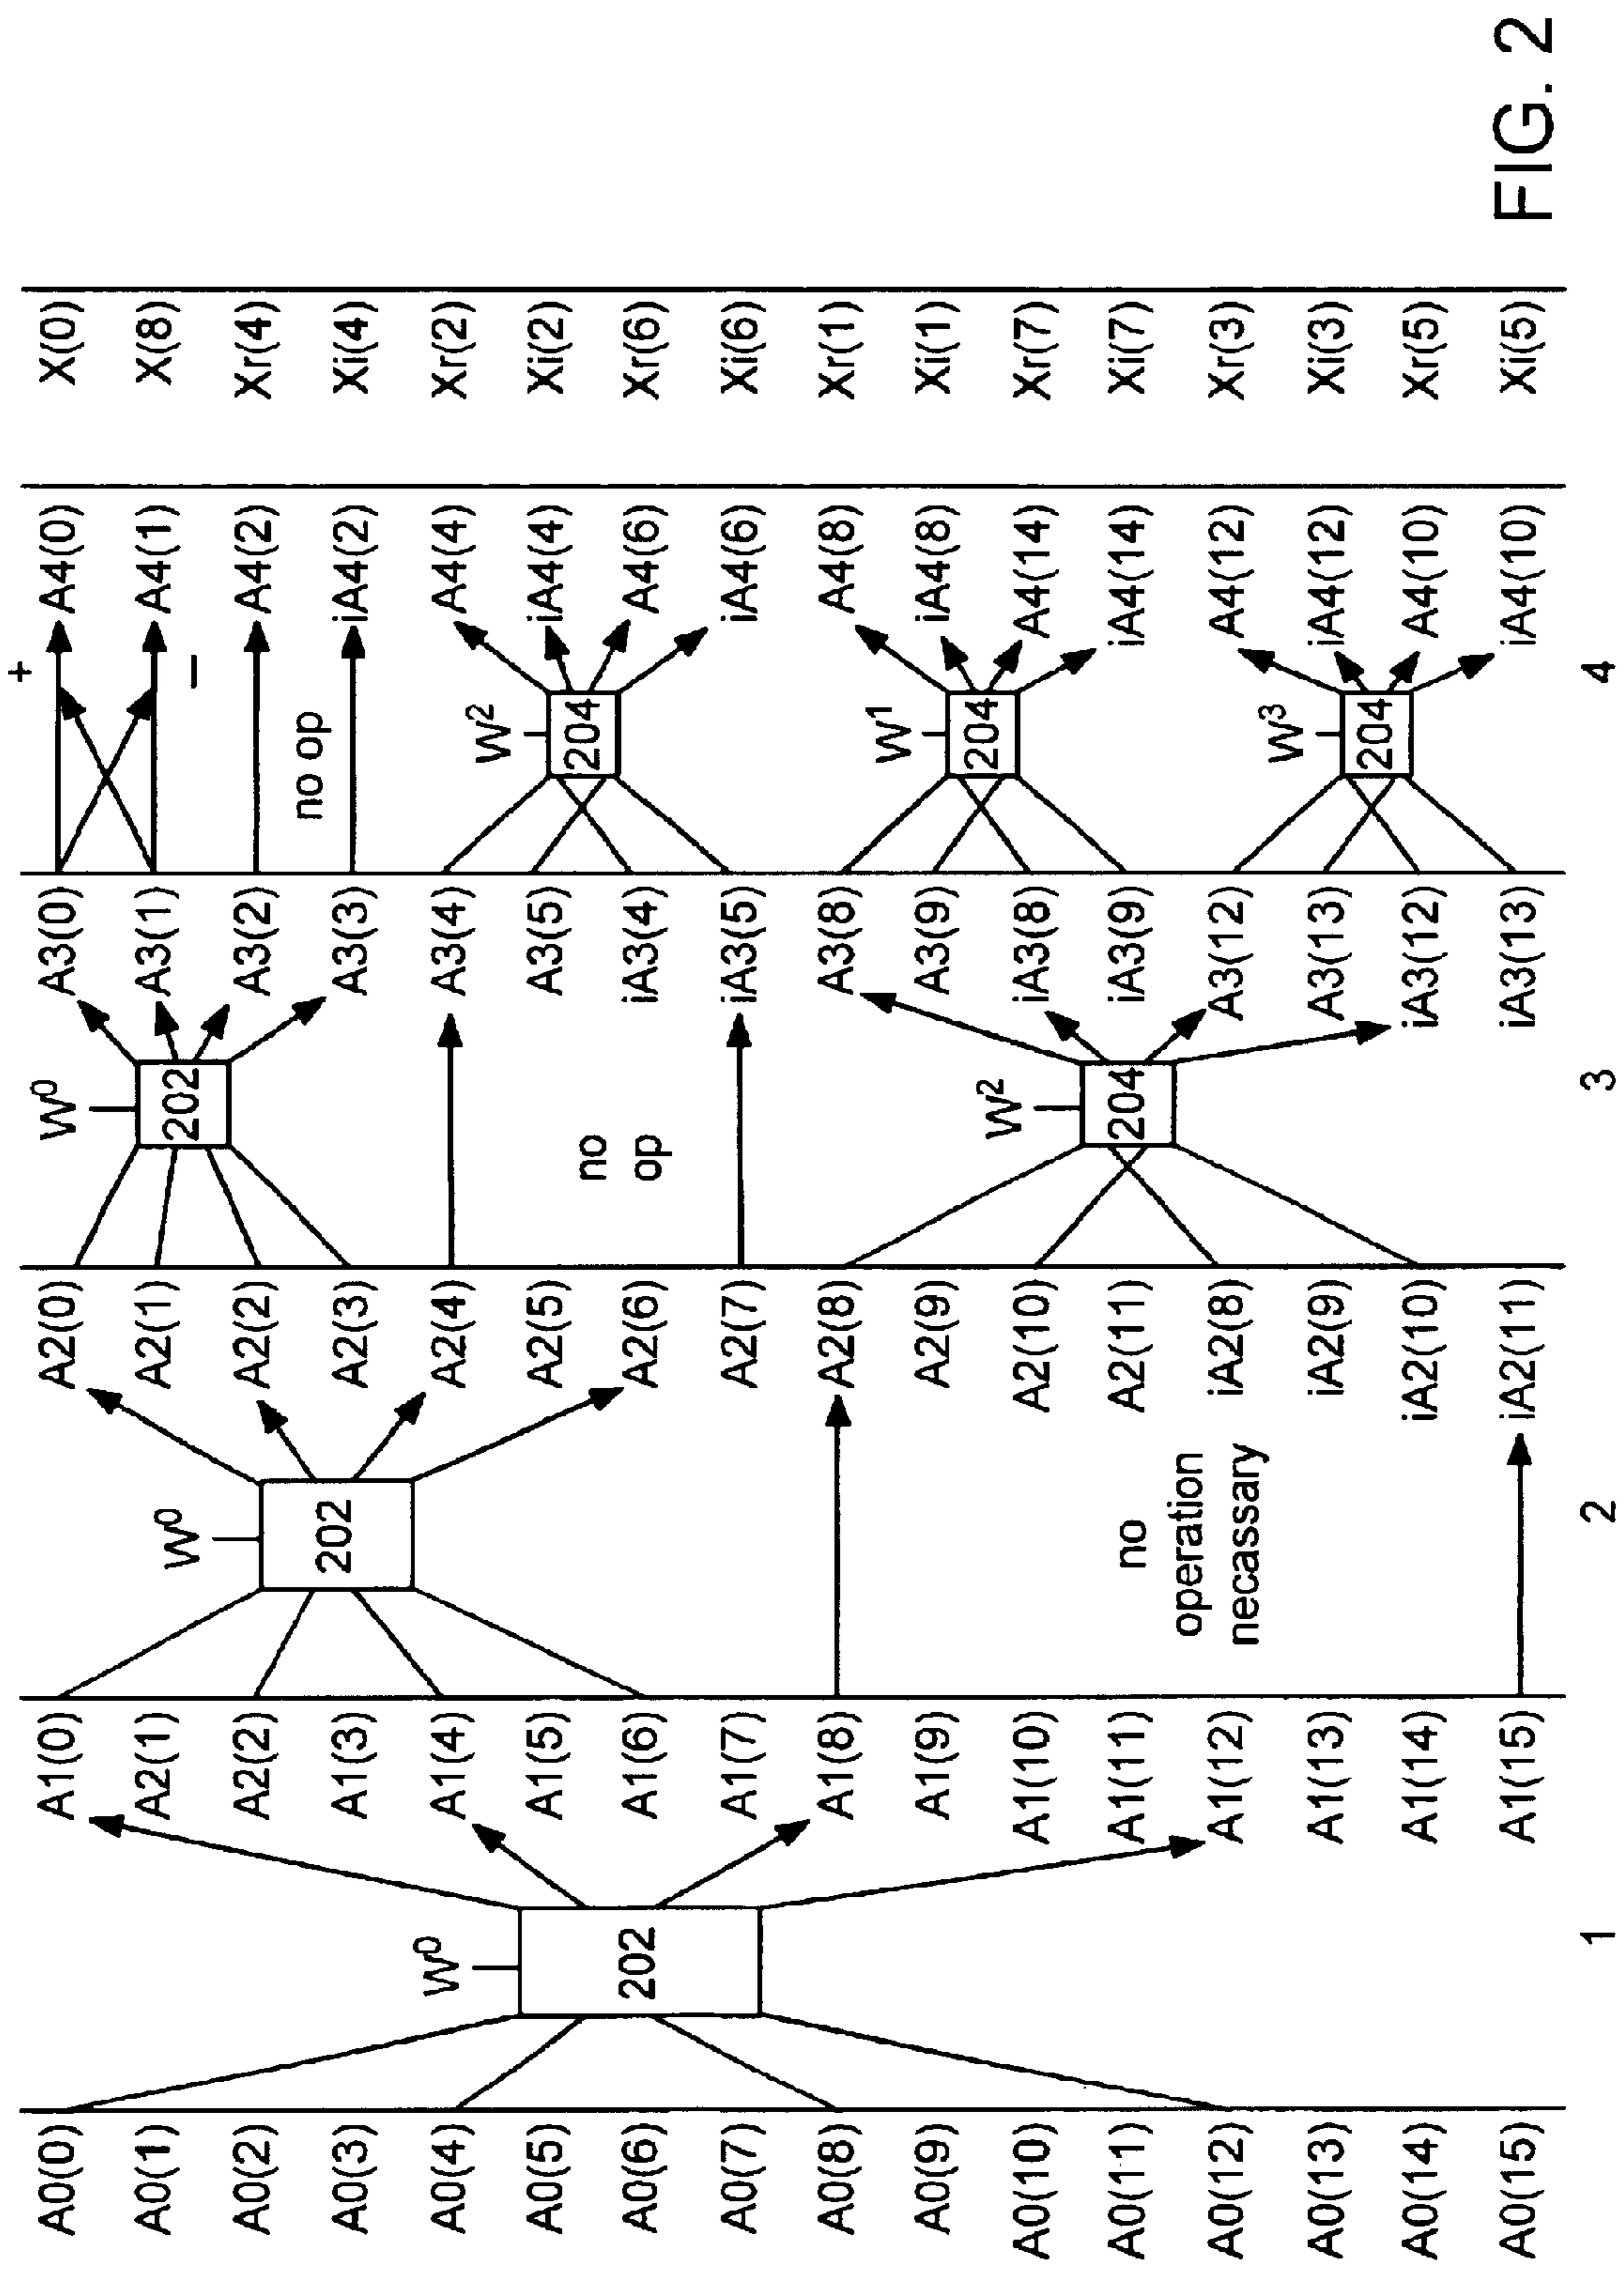 A0(0)
A0(1)
A0(2)
A0(3)
A0(4)
A0(5)
A0(6)
A0(7)
A0(8)
A0(9)
A0(10)
A0(11)
A0(12)
A0(13)
A0(14)
A0(15)
W0
202
1
A1(0)
A2(1)
A2(2)
A1(3)
A1(4)
A1(5)
A1(6)
A1(7)
A1(8)
A1(9)
A1(10)
A1(11)
A1(12)
A1(13)
A1(14)
A1(15)
W0
202
no
operation
necassary
2
A2(0)
A2(1)
A2(2)
A2(3)
A2(4)
A2(5)
A2(6)
A2(7)
A2(8)
A2(9)
A2(10)
A2(11)
iA2(8)
iA2(9)
iA2(10)
iA2(11)
W0
202
no
op
W2
204
3
A3(0)
A3(1)
A3(2)
A3(3)
A3(4)
A3(5)
iA3(4)
iA3(5)
A3(8)
A3(9)
iA3(8)
iA3(9)
A3(12)
A3(13)
iA3(12)
iA3(13)
+
−
no op
W2
204
W1
204
W3
204
4
A4(0)
A4(1)
A4(2)
iA4(2)
A4(4)
iA4(4)
A4(6)
iA4(6)
A4(8)
iA4(8)
A4(14)
iA4(14)
A4(12)
iA4(12)
A4(10)
iA4(10)
X(0)
X(8)
Xr(4)
Xi(4)
Xr(2)
Xi(2)
Xr(6)
Xi(6)
Xr(1)
Xi(1)
Xr(7)
Xi(7)
Xr(3)
Xi(3)
Xr(5)
Xi(5)
FIG. 2